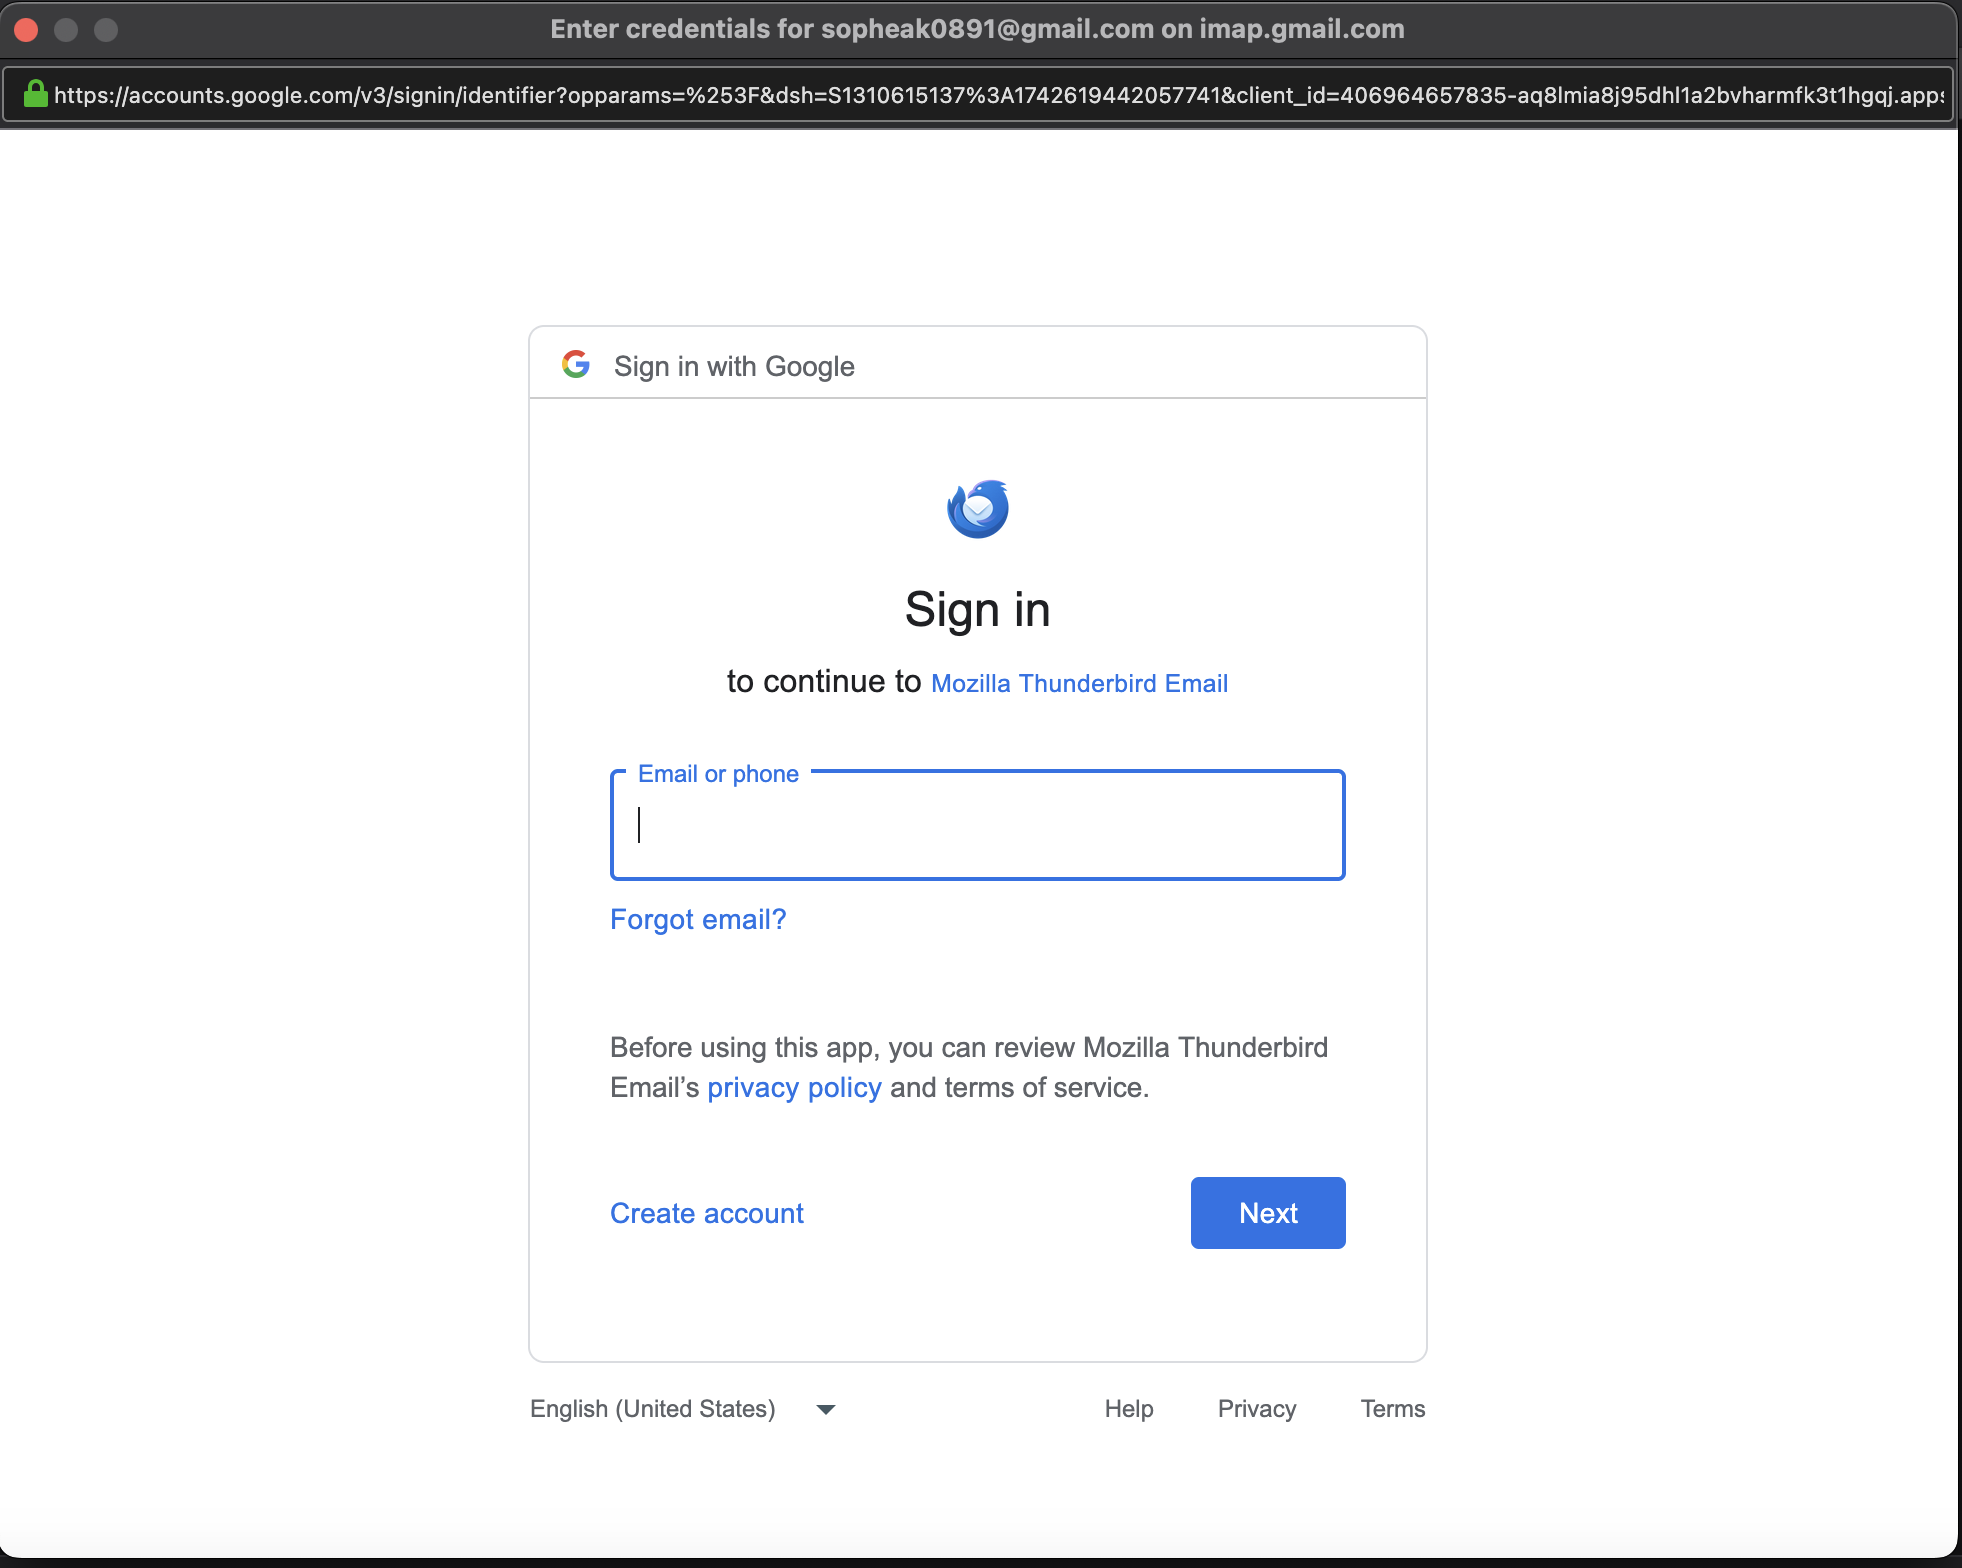 Enter credentials for sopheak0891@gmail.com on imap.gmail.com
https://accounts.google.com/v3/signin/identifier?opparams=%253F&dsh=S1310615137%3A1742619442057741&client_id=406964657835-aq8lmia8j95dhl1a2bvharmfk3t1hgqj.apps
Sign in with Google
Sign in
to continue to Mozilla Thunderbird Email
Email or phone
Forgot email?
Before using this app, you can review Mozilla Thunderbird
Email’s privacy policy and terms of service.
Create account
Next
English (United States)
Help Privacy Terms